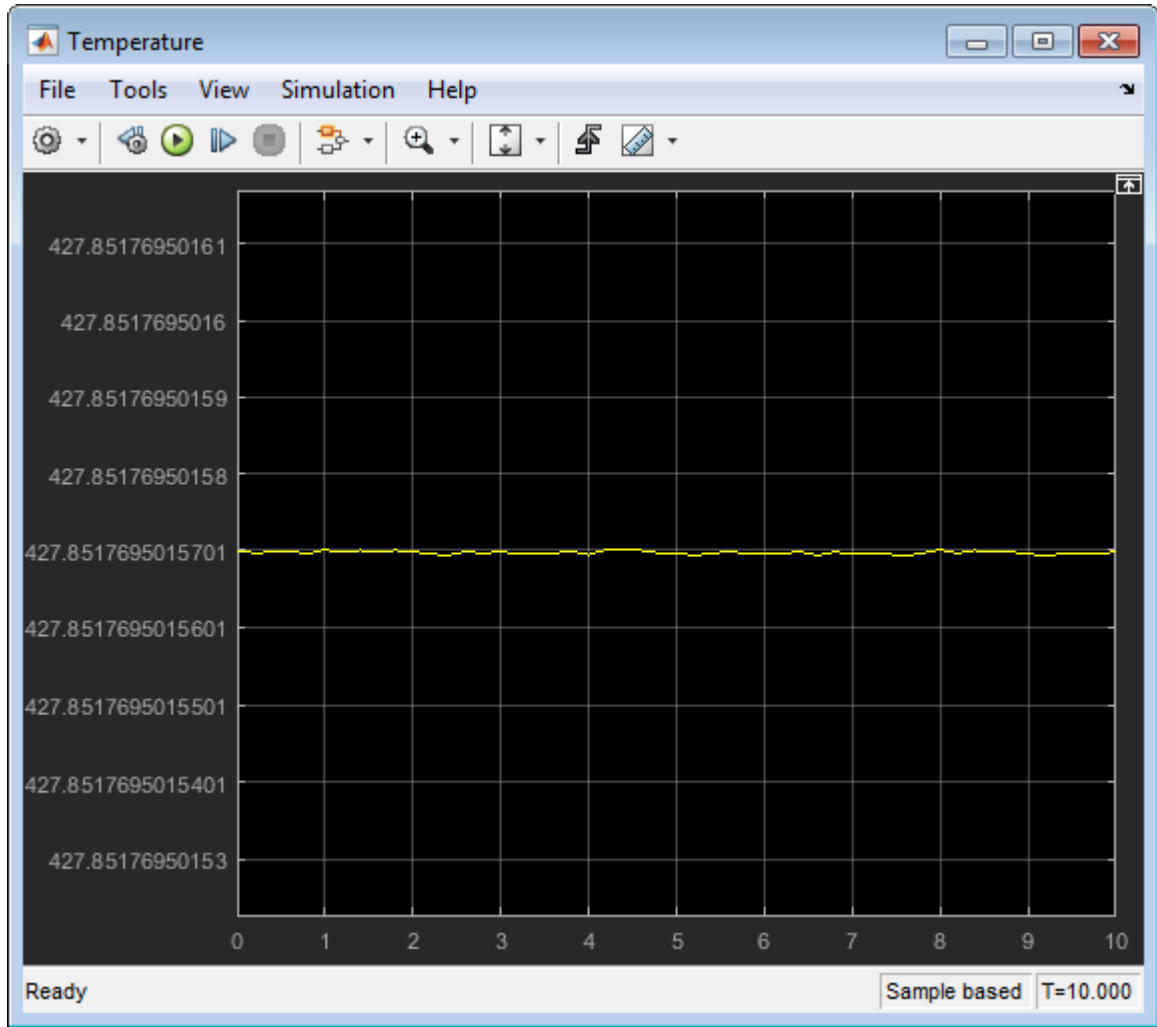 Temperature
File Tools View Simulation Help
427.85176950161
427.8517695016
427.85176950159
427.85176950158
427.8517695015701
427.8517695015601
427.8517695015501
427.8517695015401
427.85176950153
0 1 2 3 4 5 6 7 8 9 10
Ready Sample based T=10.000